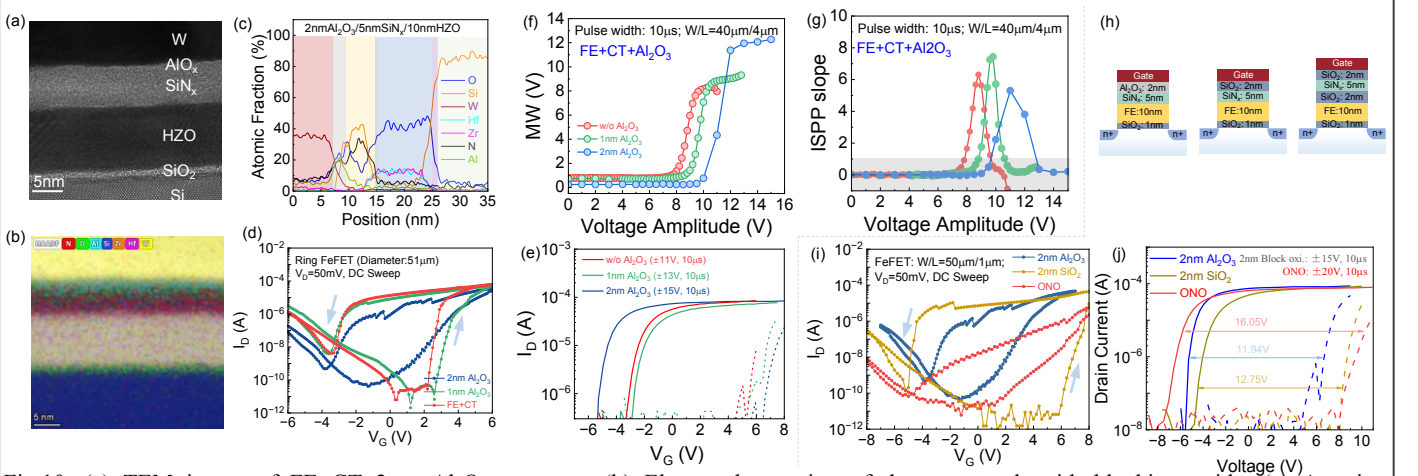 (a)
W
AlOx
SiNx
HZO
SiO2
Si
5nm
(b)
HAADF N O Al Si Zr Hf W
5 nm
(c)
2nmAl2O3/5nmSiNx/10nmHZO
Atomic Fraction (%)
100
80
60
40
20
0
O
Si
W
Hf
Zr
N
Al
0 5 10 15 20 25 30 35
Position (nm)
(d)
Ring FeFET (Diameter:51μm)
VD=50mV, DC Sweep
ID (A)
10-4
10-6
10-8
10-10
10-12
2nm Al2O3
1nm Al2O3
FE+CT
-6 -4 -2 0 2 4 6
VG (V)
(e)
10-3
10-4
10-5
10-6
ID (A)
w/o Al2O3 (±11V, 10μs)
1nm Al2O3 (±13V, 10μs)
2nm Al2O3 (±15V, 10μs)
-6 -4 -2 0 2 4 6 8
VG (V)
(f)
Pulse width: 10μs; W/L=40μm/4μm
FE+CT+Al2O3
MW (V)
14
12
10
8
6
4
2
0
w/o Al2O3
1nm Al2O3
2nm Al2O3
0 2 4 6 8 10 12 14 16
Voltage Amplitude (V)
(g)
Pulse width: 10μs; W/L=40μm/4μm
FE+CT+Al2O3
ISPP slope
10
8
6
4
2
0
w/o Al2O3
1nm Al2O3
2nm Al2O3
0 2 4 6 8 10 12 14
Voltage Amplitude (V)
(h)
Gate
Al2O3: 2nm
SiNx: 5nm
FE:10nm
SiO2: 1nm
n+ n+
Gate
SiO2: 2nm
SiNx: 5nm
FE:10nm
SiO2: 1nm
n+ n+
Gate
SiO2: 2nm
SiNx: 5nm
SiO2: 2nm
FE:10nm
SiO2: 1nm
n+ n+
(i)
FeFET: W/L=50μm/1μm;
VD=50mV, DC Sweep
2nm Al2O3
2nm SiO2
ONO
ID (A)
10-2
10-4
10-6
10-8
10-10
10-12
-8 -6 -4 -2 0 2 4 6 8
VG (V)
(j)
2nm Al2O3
2nm SiO2
ONO
2nm Block oxi.: ±15V, 10μs
ONO: ±20V, 10μs
Drain Current (A)
10-2
10-4
10-6
10-8
16.05V
11.94V
12.75V
-8 -6 -4 -2 0 2 4 6 8 10
Voltage (V)